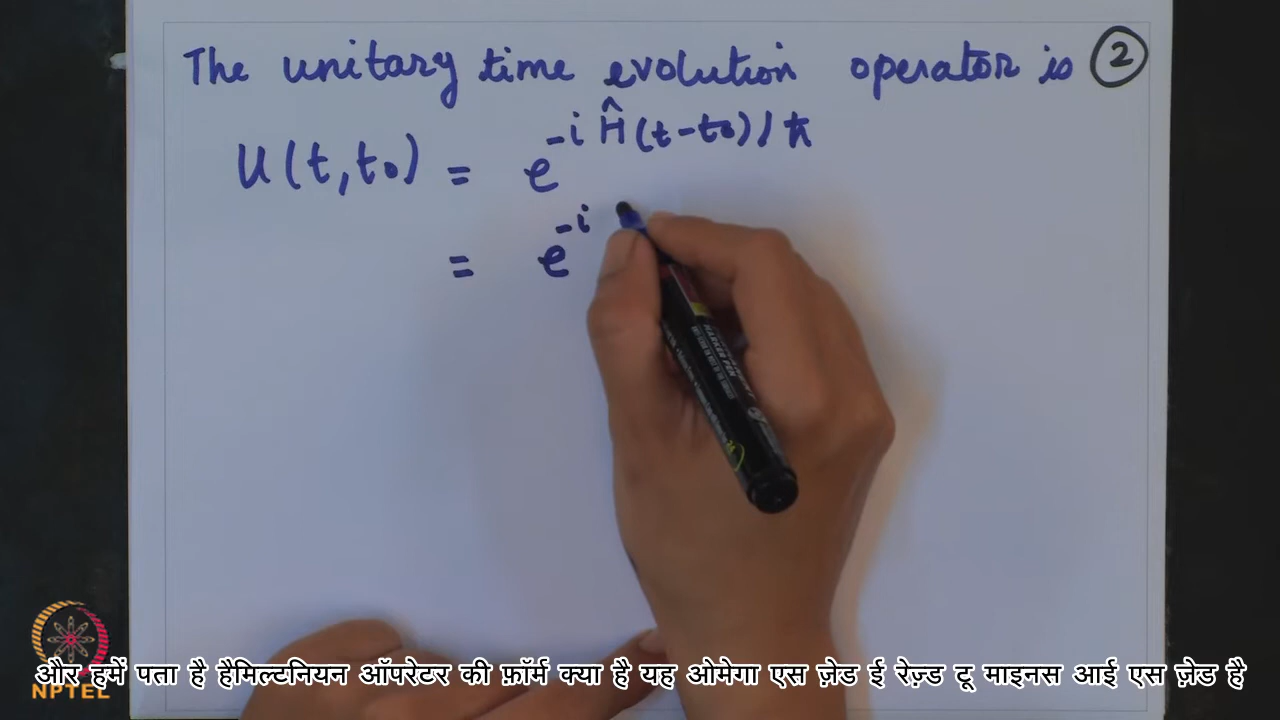 The unitary time evolution operator is ②
U(t,t₀) = e^{-iĤ(t-t₀)/ℏ}
= e^{-i
और हमें पता है हैमिल्टनियन ऑपरेटर की फ़ॉर्म क्या है यह ओमेगा एस ज़ेड ई रेज़्ड टू माइनस आई एस ज़ेड है
NPTEL